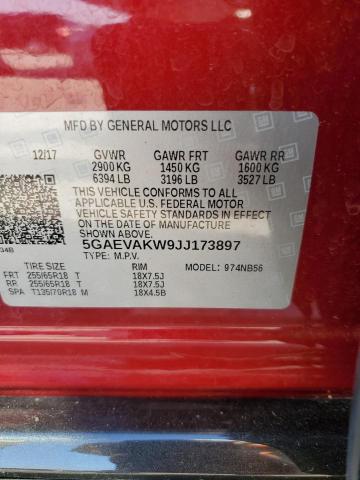 MFD BY GENERAL MOTORS LLC
12/17 GVWR GAWR FRT GAWR RR
2900 KG 1450 KG 1600 KG
6394 LB 3196 LB 3527 LB
THIS VEHICLE CONFORMS TO ALL
APPLICABLE U.S. FEDERAL MOTOR
VEHICLE SAFETY STANDARDS IN EFFECT
ON THE DATE OF MANUFACTURE SHOWN ABOVE.
5GAEVAKW9JJ173897
TYPE: M.P.V. MODEL: 974NB56
TIRE SIZE RIM
FRT 255/65R18 T 18X7.5J
RR 255/65R18 T 18X7.5J
SPA T135/70R18 M 18X4.5B